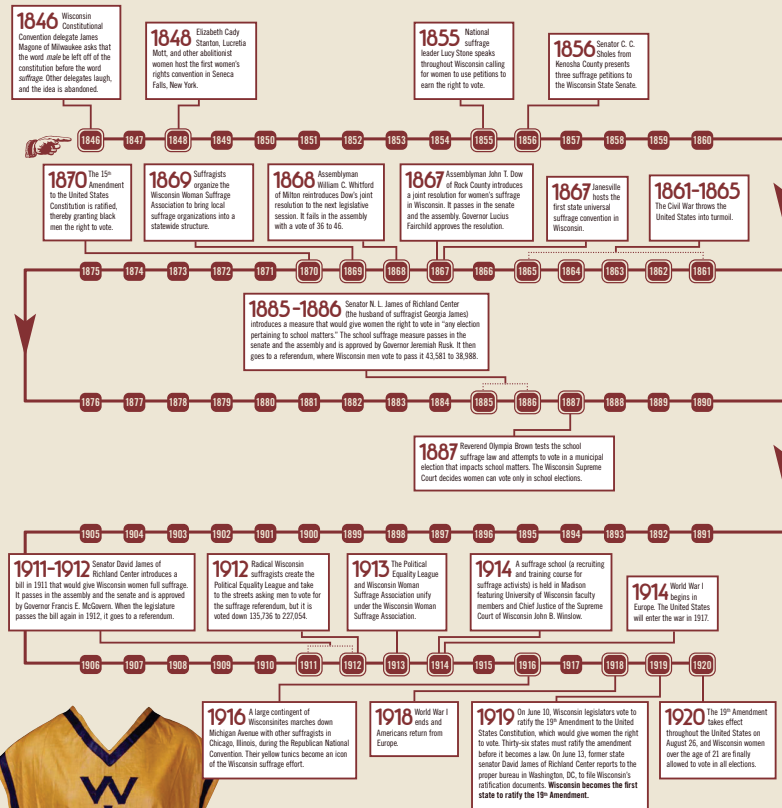 1846 Wisconsin
Constitutional
Convention delegate James
Magone of Milwaukee asks that
the word male be left off of the
constitution before the word
suffrage. Other delegates laugh,
and the idea is abandoned.
1848 Elizabeth Cady
Stanton, Lucretia
Mott, and other abolitionist
women host the first women's
rights convention in Seneca
Falls, New York.
1855 National
suffrage
leader Lucy Stone speaks
throughout Wisconsin calling
for women to use petitions to
earn the right to vote.
1856 Senator C. C.
Sholes from
Kenosha County presents
three suffrage petitions to
the Wisconsin State Senate.
1846 1847 1848 1849 1850 1851 1852 1853 1854 1855 1856 1857 1858 1859 1860
1870 The 15th
Amendment
to the United States
Constitution is ratified,
thereby granting black
men the right to vote.
1869 Suffragists
organize the
Wisconsin Woman Suffrage
Association to bring local
suffrage organizations into a
statewide structure.
1868 Assemblyman
William C. Whitford
of Milton reintroduces Dow's joint
resolution to the next legislative
session. It fails in the assembly
with a vote of 36 to 46.
1867 Assemblyman John T. Dow
of Rock County introduces
a joint resolution for women's suffrage
in Wisconsin. It passes in the senate
and the assembly. Governor Lucius
Fairchild approves the resolution.
1867 Janesville
hosts the
first state universal
suffrage convention in
Wisconsin.
1861-1865
The Civil War throws the
United States into turmoil.
1875 1874 1873 1872 1871 1870 1869 1868 1867 1866 1865 1864 1863 1862 1861
1885-1886 Senator N. L. James of Richland Center
(the husband of suffragist Georgia James)
introduces a measure that would give women the right to vote in "any election
pertaining to school matters." The school suffrage measure passes in the
senate and the assembly and is approved by Governor Jeremiah Rusk. It then
goes to a referendum, where Wisconsin men vote to pass it 43,581 to 38,988.
1876 1877 1878 1879 1880 1881 1882 1883 1884 1885 1886 1887 1888 1889 1890
1887 Reverend Olympia Brown tests the school
suffrage law and attempts to vote in a municipal
election that impacts school matters. The Wisconsin Supreme
Court decides women can vote only in school elections.
1905 1904 1903 1902 1901 1900 1899 1898 1897 1896 1895 1894 1893 1892 1891
1911-1912 Senator David James of
Richland Center introduces a
bill in 1911 that would give Wisconsin women full suffrage.
It passes in the assembly and the senate and is approved
by Governor Francis E. McGovern. When the legislature
passes the bill again in 1912, it goes to a referendum.
1912 Radical Wisconsin
suffragists create the
Political Equality League and take
to the streets asking men to vote for
the suffrage referendum, but it is
voted down 135,736 to 227,054.
1913 The Political
Equality League
and Wisconsin Woman
Suffrage Association unify
under the Wisconsin Woman
Suffrage Association.
1914 A suffrage school (a recruiting
and training course for
suffrage activists) is held in Madison
featuring University of Wisconsin faculty
members and Chief Justice of the Supreme
Court of Wisconsin John B. Winslow.
1914 World War I
begins in
Europe. The United States
will enter the war in 1917.
1906 1907 1908 1909 1910 1911 1912 1913 1914 1915 1916 1917 1918 1919 1920
1916 A large contingent of
Wisconsinites marches down
Michigan Avenue with other suffragists in
Chicago, Illinois, during the Republican National
Convention. Their yellow tunics become an icon
of the Wisconsin suffrage effort.
1918 World War I
ends and
Americans return from
Europe.
1919 On June 10, Wisconsin legislators vote to
ratify the 19th Amendment to the United
States Constitution, which would give women the right
to vote. Thirty-six states must ratify the amendment
before it becomes a law. On June 13, former state
senator David James of Richland Center reports to the
proper bureau in Washington, DC, to file Wisconsin's
ratification documents. Wisconsin becomes the first
state to ratify the 19th Amendment.
1920 The 19th Amendment
takes effect
throughout the United States on
August 26, and Wisconsin women
over the age of 21 are finally
allowed to vote in all elections.
W